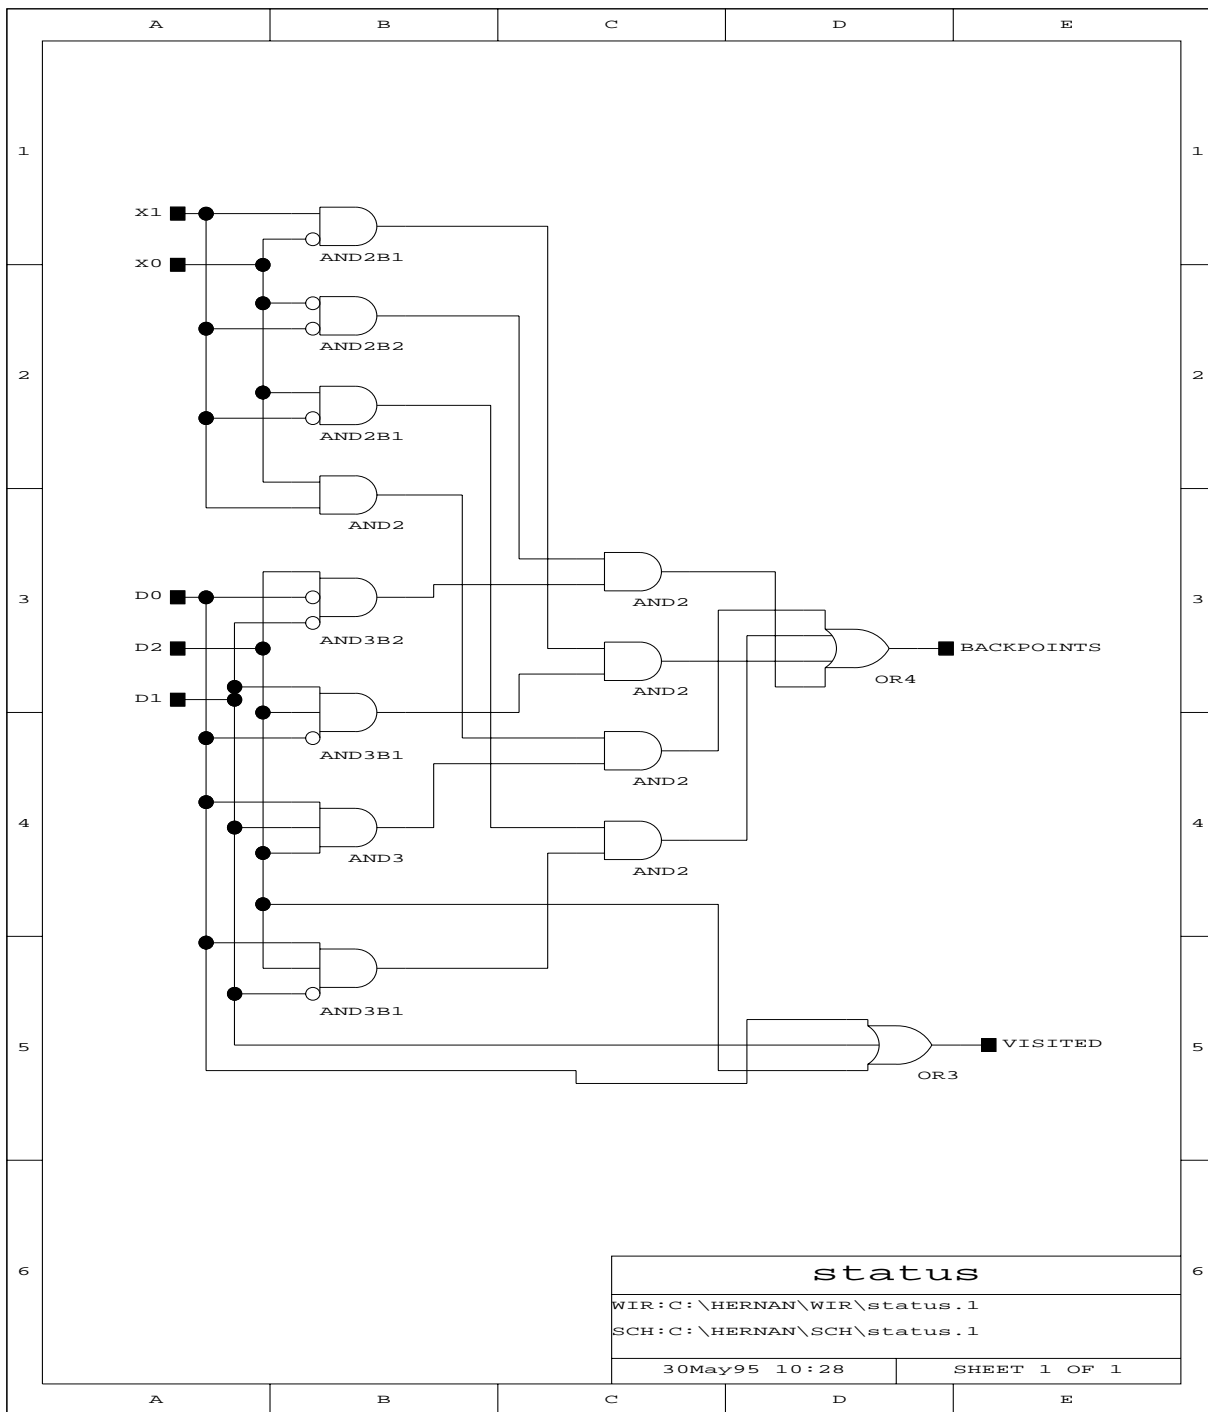 A B C D E
1 1
X1
X0
AND2B1
AND2B2
2 2
AND2B1
AND2
D0
3 3
AND2
AND3B2
D2
BACKPOINTS
OR4
AND2
D1
AND3B1
AND2
4 4
AND3
AND2
AND3B1
5 5
VISITED
OR3
6 6
status
WIR:C:\HERNAN\WIR\status.1
SCH:C:\HERNAN\SCH\status.1
30May95 10:28 SHEET 1 OF 1
A B C D E